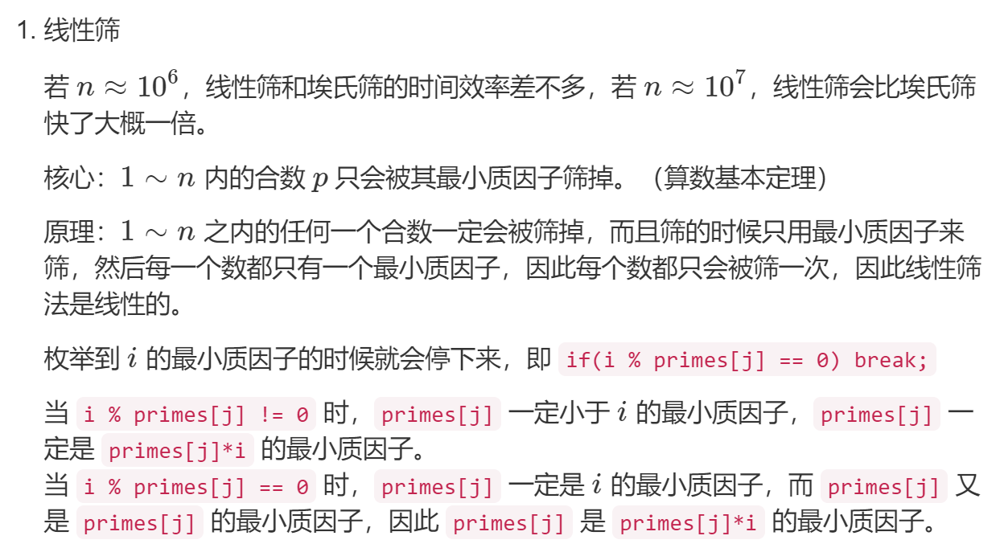 1. 线性筛
若 n ≈ 10^6，线性筛和埃氏筛的时间效率差不多，若 n ≈ 10^7，线性筛会比埃氏筛
快了大概一倍。
核心：1 ∼ n 内的合数 p 只会被其最小质因子筛掉。（算数基本定理）
原理：1 ∼ n 之内的任何一个合数一定会被筛掉，而且筛的时候只用最小质因子来
筛，然后每一个数都只有一个最小质因子，因此每个数都只会被筛一次，因此线性筛
法是线性的。
枚举到 i 的最小质因子的时候就会停下来，即 if(i % primes[j] == 0) break;
当 i % primes[j] != 0 时，primes[j] 一定小于 i 的最小质因子，primes[j] 一
定是 primes[j]*i 的最小质因子。
当 i % primes[j] == 0 时，primes[j] 一定是 i 的最小质因子，而 primes[j] 又
是 primes[j] 的最小质因子，因此 primes[j] 是 primes[j]*i 的最小质因子。